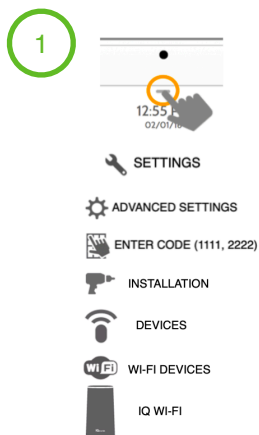 1
12:55
02/01/1
SETTINGS
ADVANCED SETTINGS
ENTER CODE (1111, 2222)
INSTALLATION
DEVICES
Wi Fi
WI-FI DEVICES
IQ WI-FI